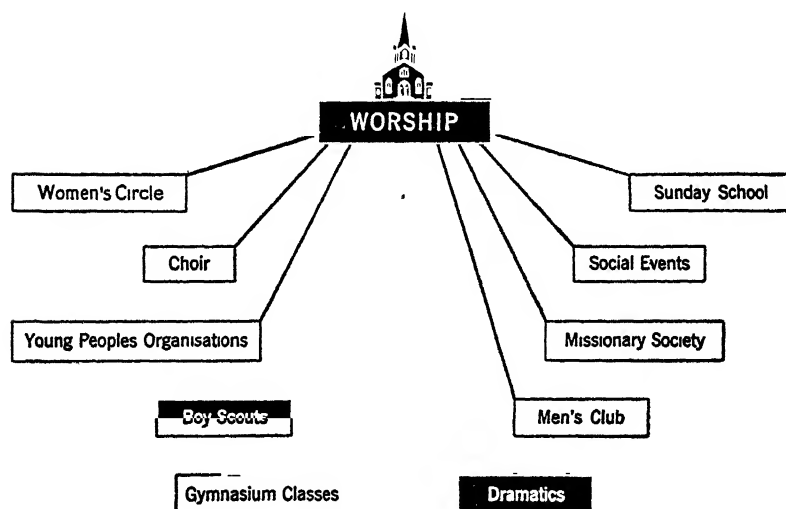 WORSHIP
Women's Circle
Sunday School
Choir
Social Events
Young Peoples Organisations
Missionary Society
Boy Scouts
Men's Club
Gymnasium Classes
Dramatics